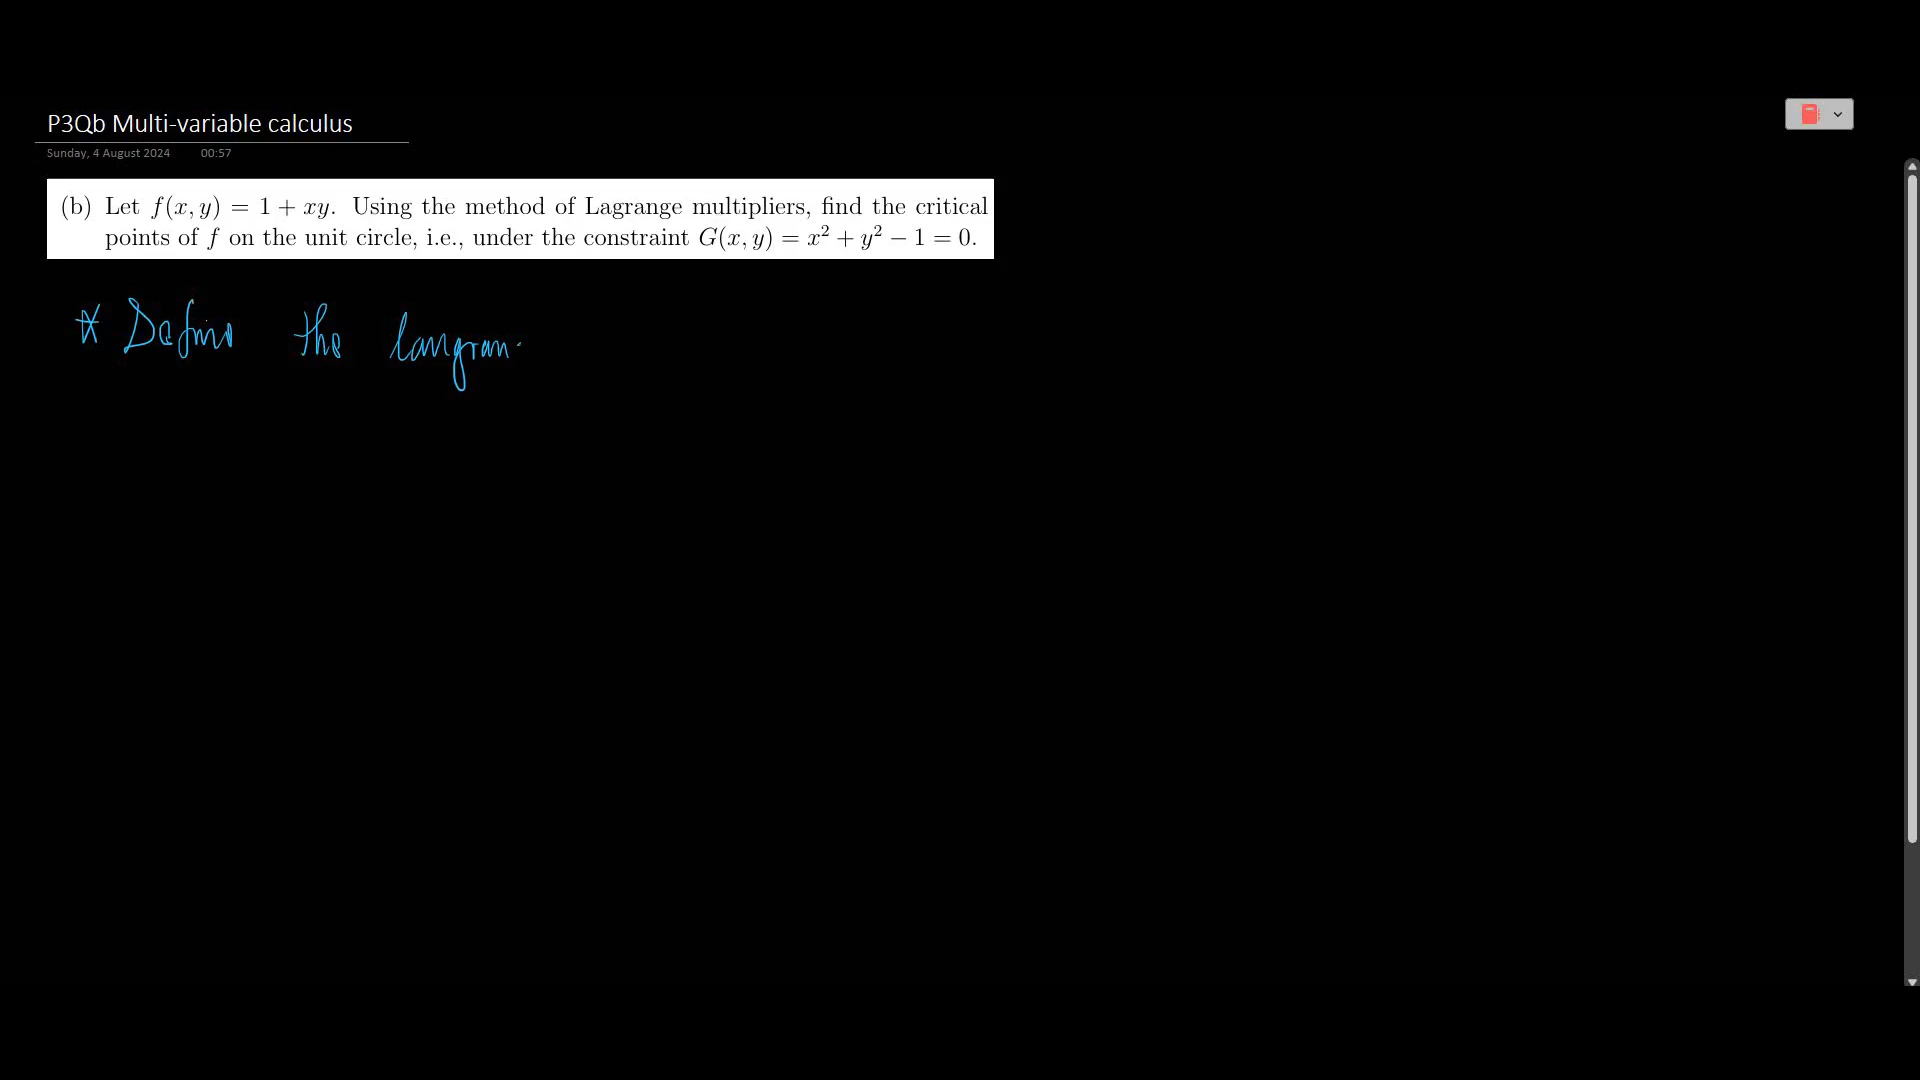 P3Qb Multi-variable calculus
Sunday, 4 August 2024 00:57
(b) Let f(x, y) = 1 + xy. Using the method of Lagrange multipliers, find the critical
points of f on the unit circle, i.e., under the constraint G(x, y) = x² + y² − 1 = 0.
* Define the langran